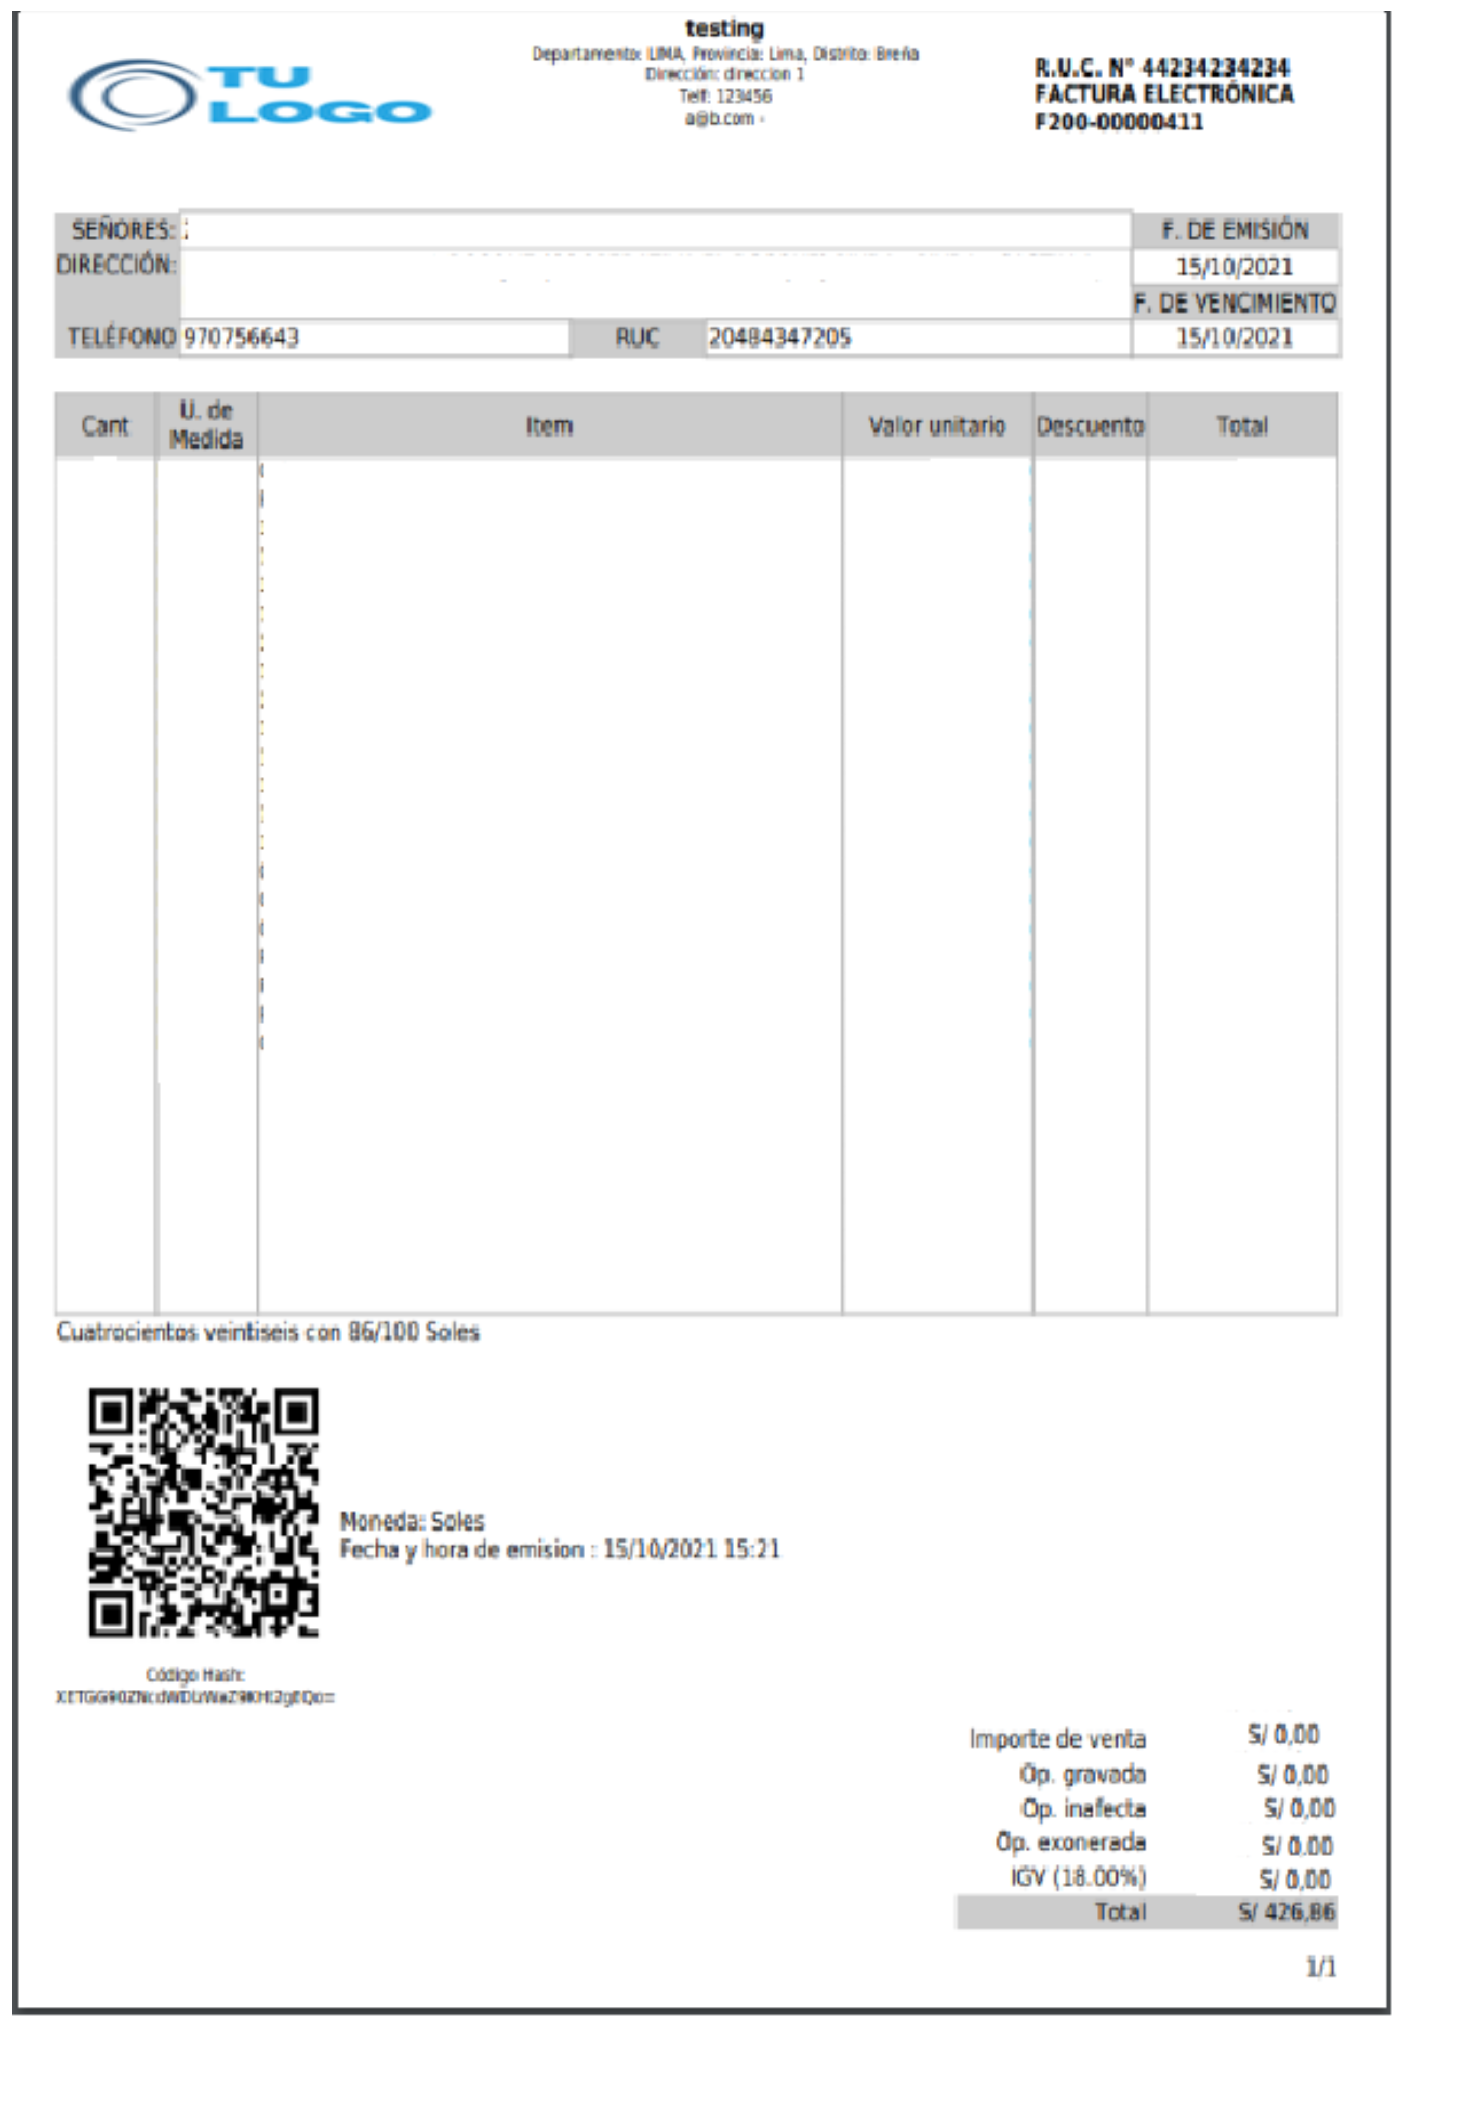 TU
LOGO
testing
Departamento: LIMA, Provincia: Lima, Distrito: Breña
Dirección: direccion 1
Telf: 123456
a@b.com -
R.U.C. N° 44234234234
FACTURA ELECTRÓNICA
F200-00000411
SEÑORES:
F. DE EMISIÓN
DIRECCIÓN:
15/10/2021
F. DE VENCIMIENTO
TELÉFONO 970756643 RUC 20484347205 15/10/2021
Cant U. de Medida Item Valor unitario Descuento Total
Cuatrocientos veintiseis con 86/100 Soles
Moneda: Soles
Fecha y hora de emision : 15/10/2021 15:21
Código Hash:
Importe de venta S/ 0,00
Op. gravada S/ 0,00
Op. inafecta S/ 0,00
Op. exonerada S/ 0.00
IGV (18.00%) S/ 0,00
Total S/ 426,86
1/1